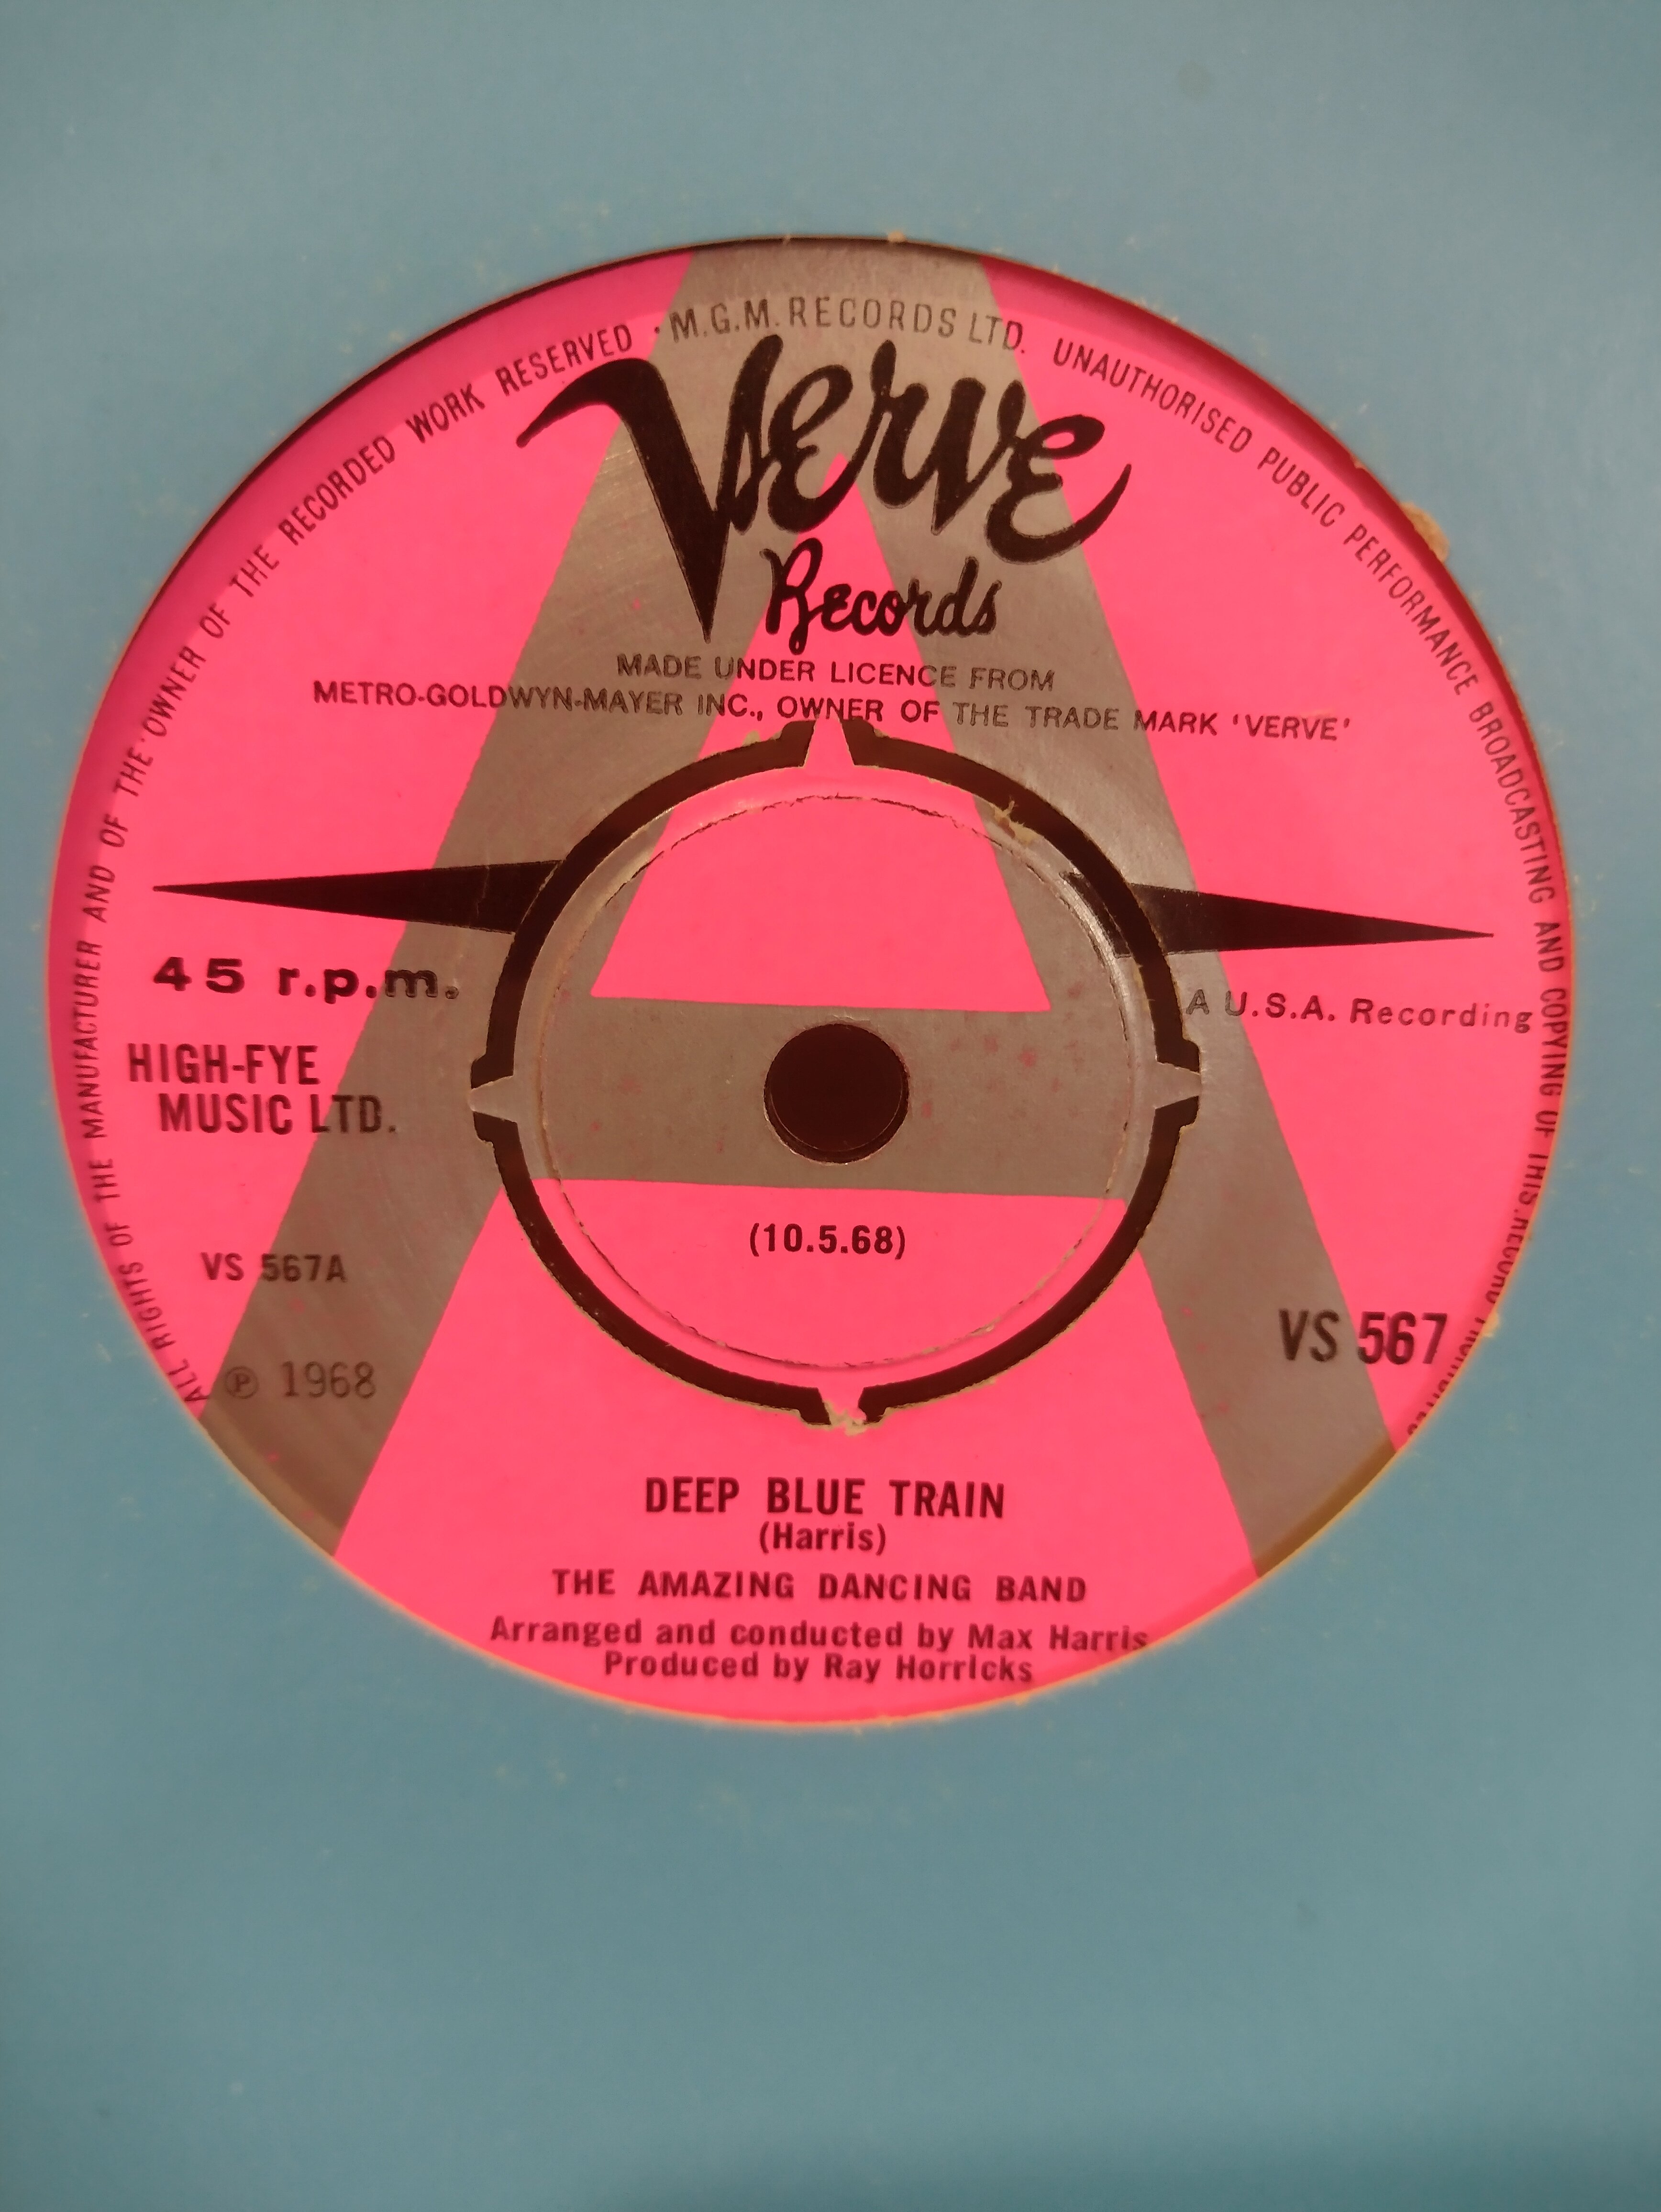 ALL RIGHTS OF THE MANUFACTURER AND OF THE OWNER OF THE RECORDED WORK RESERVED · M.G.M. RECORDS LTD. UNAUTHORISED PUBLIC PERFORMANCE BROADCASTING AND COPYING OF THIS RECORD
Verve
Records
MADE UNDER LICENCE FROM
METRO-GOLDWYN-MAYER INC., OWNER OF THE TRADE MARK 'VERVE'
A
45 r.p.m.
A U.S.A. Recording
HIGH-FYE
MUSIC LTD.
(10.5.68)
VS 567A
VS 567
℗ 1968
DEEP BLUE TRAIN
(Harris)
THE AMAZING DANCING BAND
Arranged and conducted by Max Harris
Produced by Ray Horricks